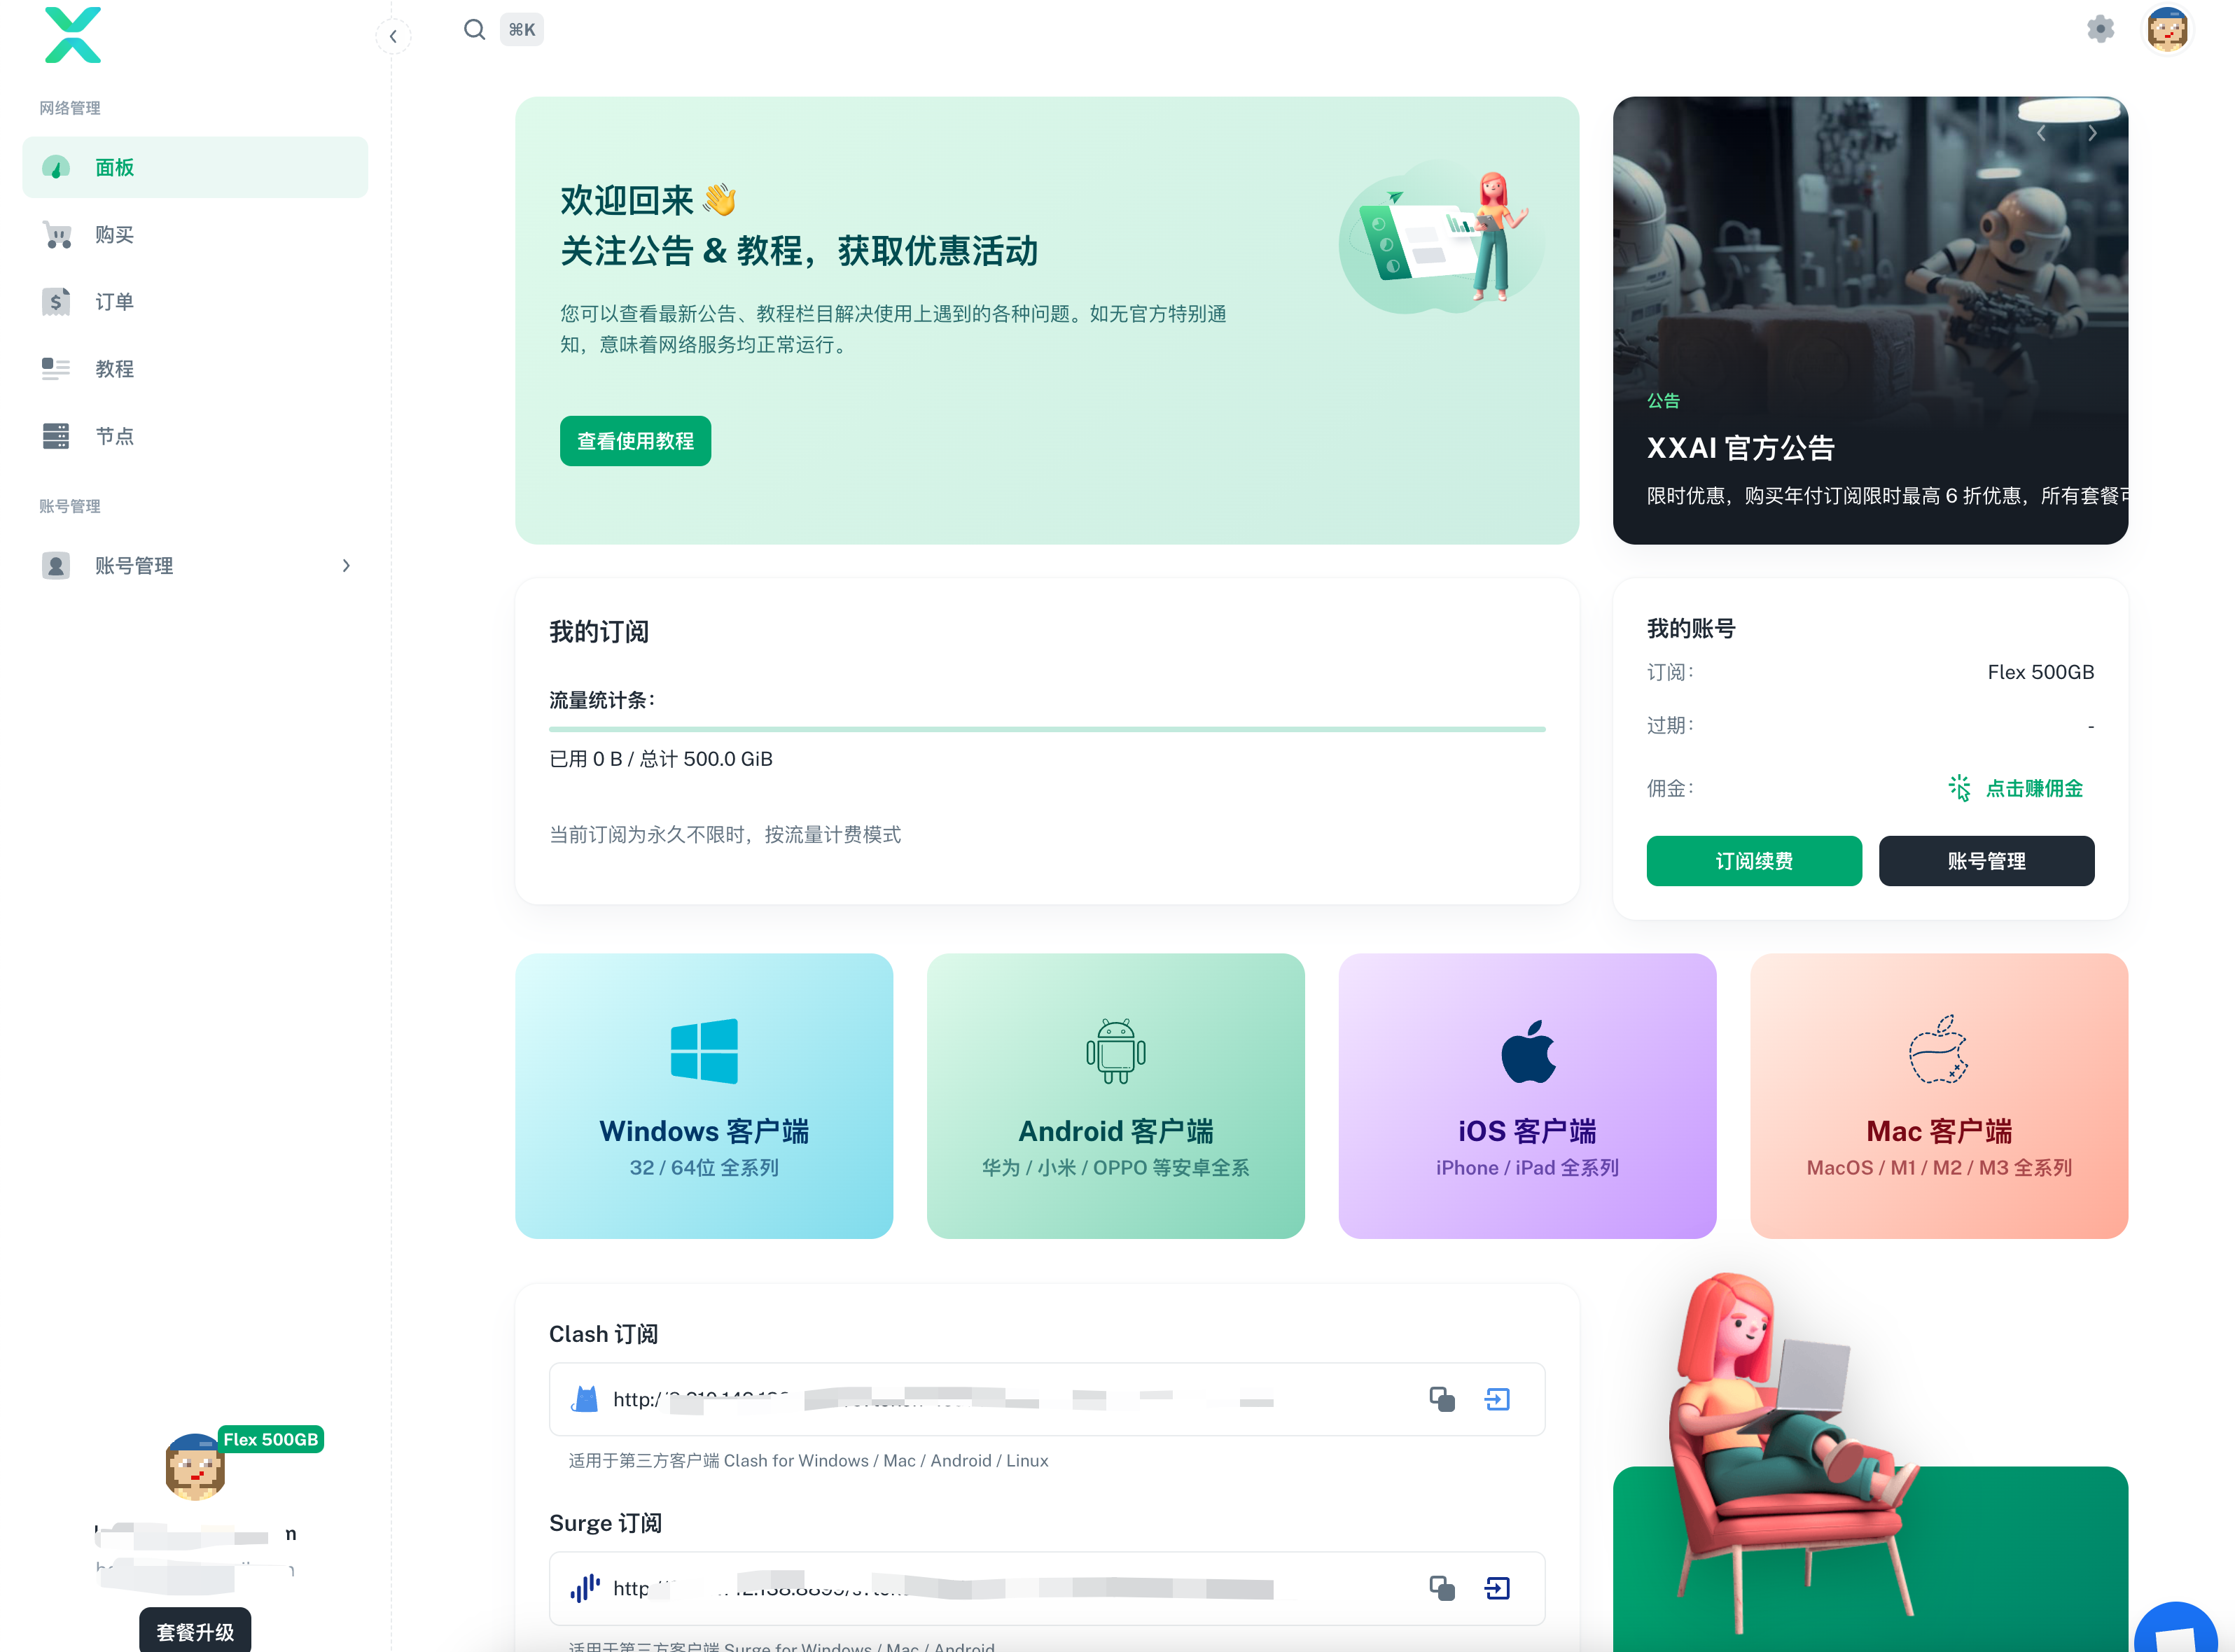 ⌘K
网络管理
面板
购买
订单
教程
节点
账号管理
账号管理
欢迎回来 👋
关注公告 & 教程，获取优惠活动
您可以查看最新公告、教程栏目解决使用上遇到的各种问题。如无官方特别通
知，意味着网络服务均正常运行。
查看使用教程
公告
XXAI 官方公告
限时优惠，购买年付订阅限时最高 6 折优惠，所有套餐可
我的订阅
流量统计条：
已用 0 B / 总计 500.0 GiB
当前订阅为永久不限时，按流量计费模式
我的账号
订阅： Flex 500GB
过期： -
佣金： 点击赚佣金
订阅续费 账号管理
Windows 客户端
32 / 64位 全系列
Android 客户端
华为 / 小米 / OPPO 等安卓全系
iOS 客户端
iPhone / iPad 全系列
Mac 客户端
MacOS / M1 / M2 / M3 全系列
Clash 订阅
http:/
适用于第三方客户端 Clash for Windows / Mac / Android / Linux
Surge 订阅
http
适用于第三方客户端 Surge for Windows / Mac / Android
Flex 500GB
套餐升级